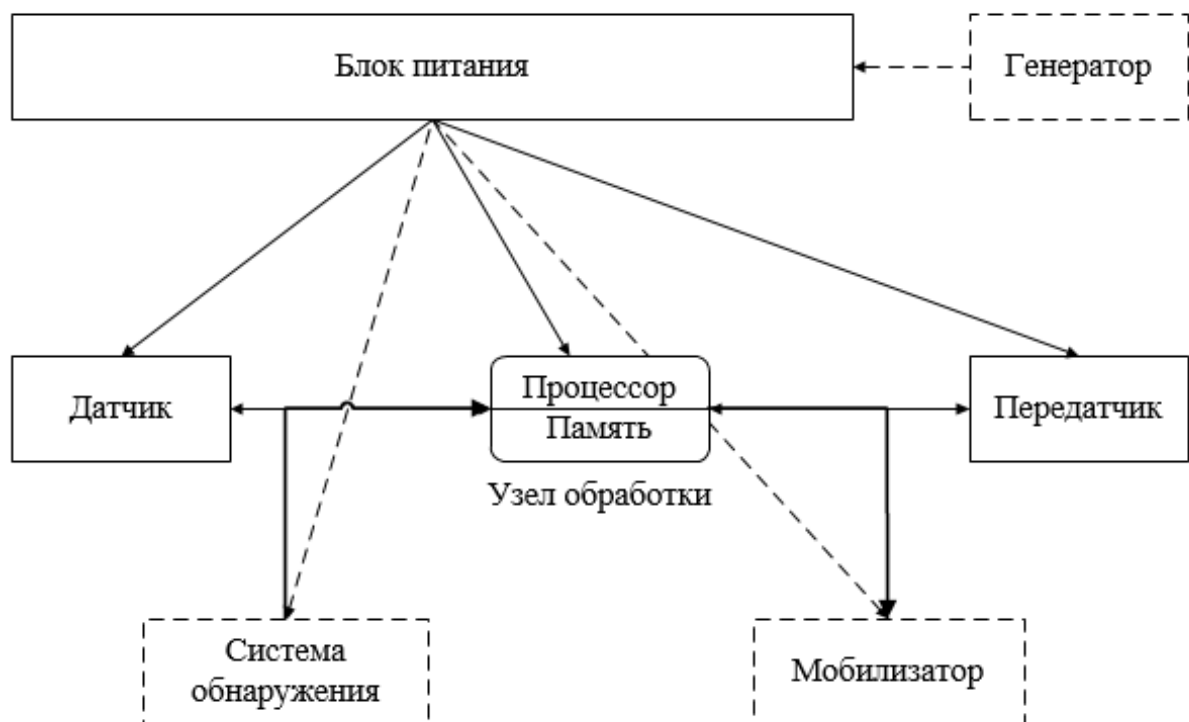 Блок питания
Генератор
Датчик
Процессор
Память
Передатчик
Узел обработки
Система
обнаружения
Мобилизатор